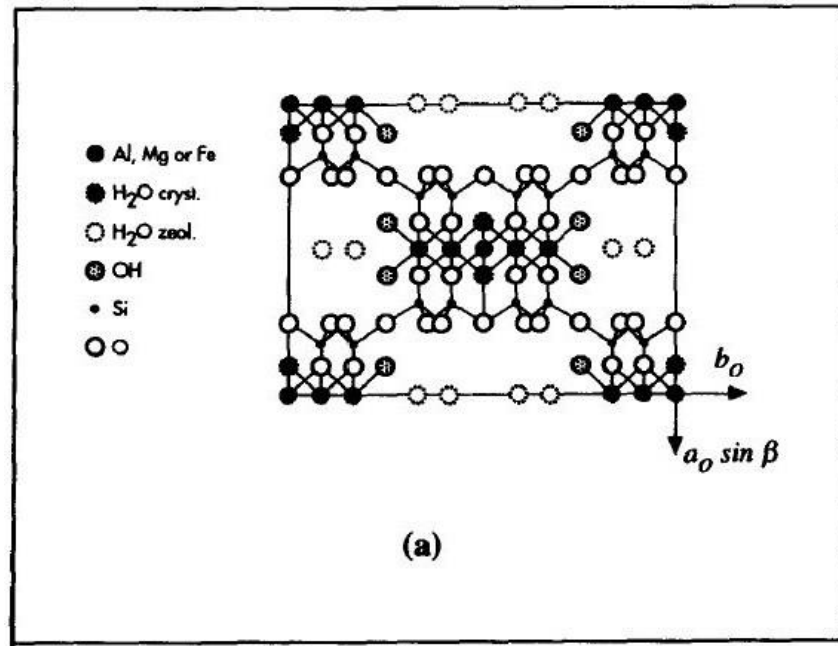 Al, Mg or Fe
H₂O cryst.
H₂O zeol.
OH
Si
b₀
a₀ sin β
(a)